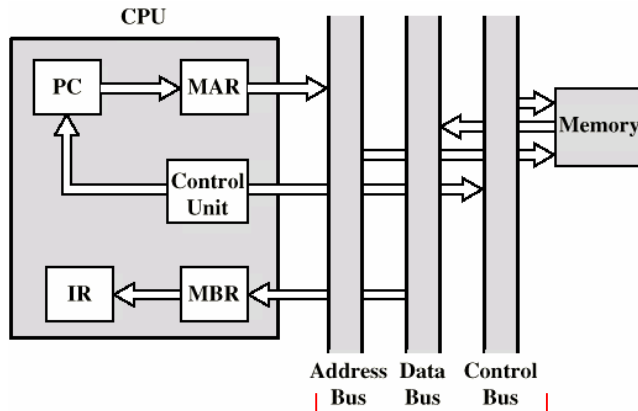 CPU
PC
MAR
Memory
Control
Unit
IR
MBR
Address
Bus
Data
Bus
Control
Bus